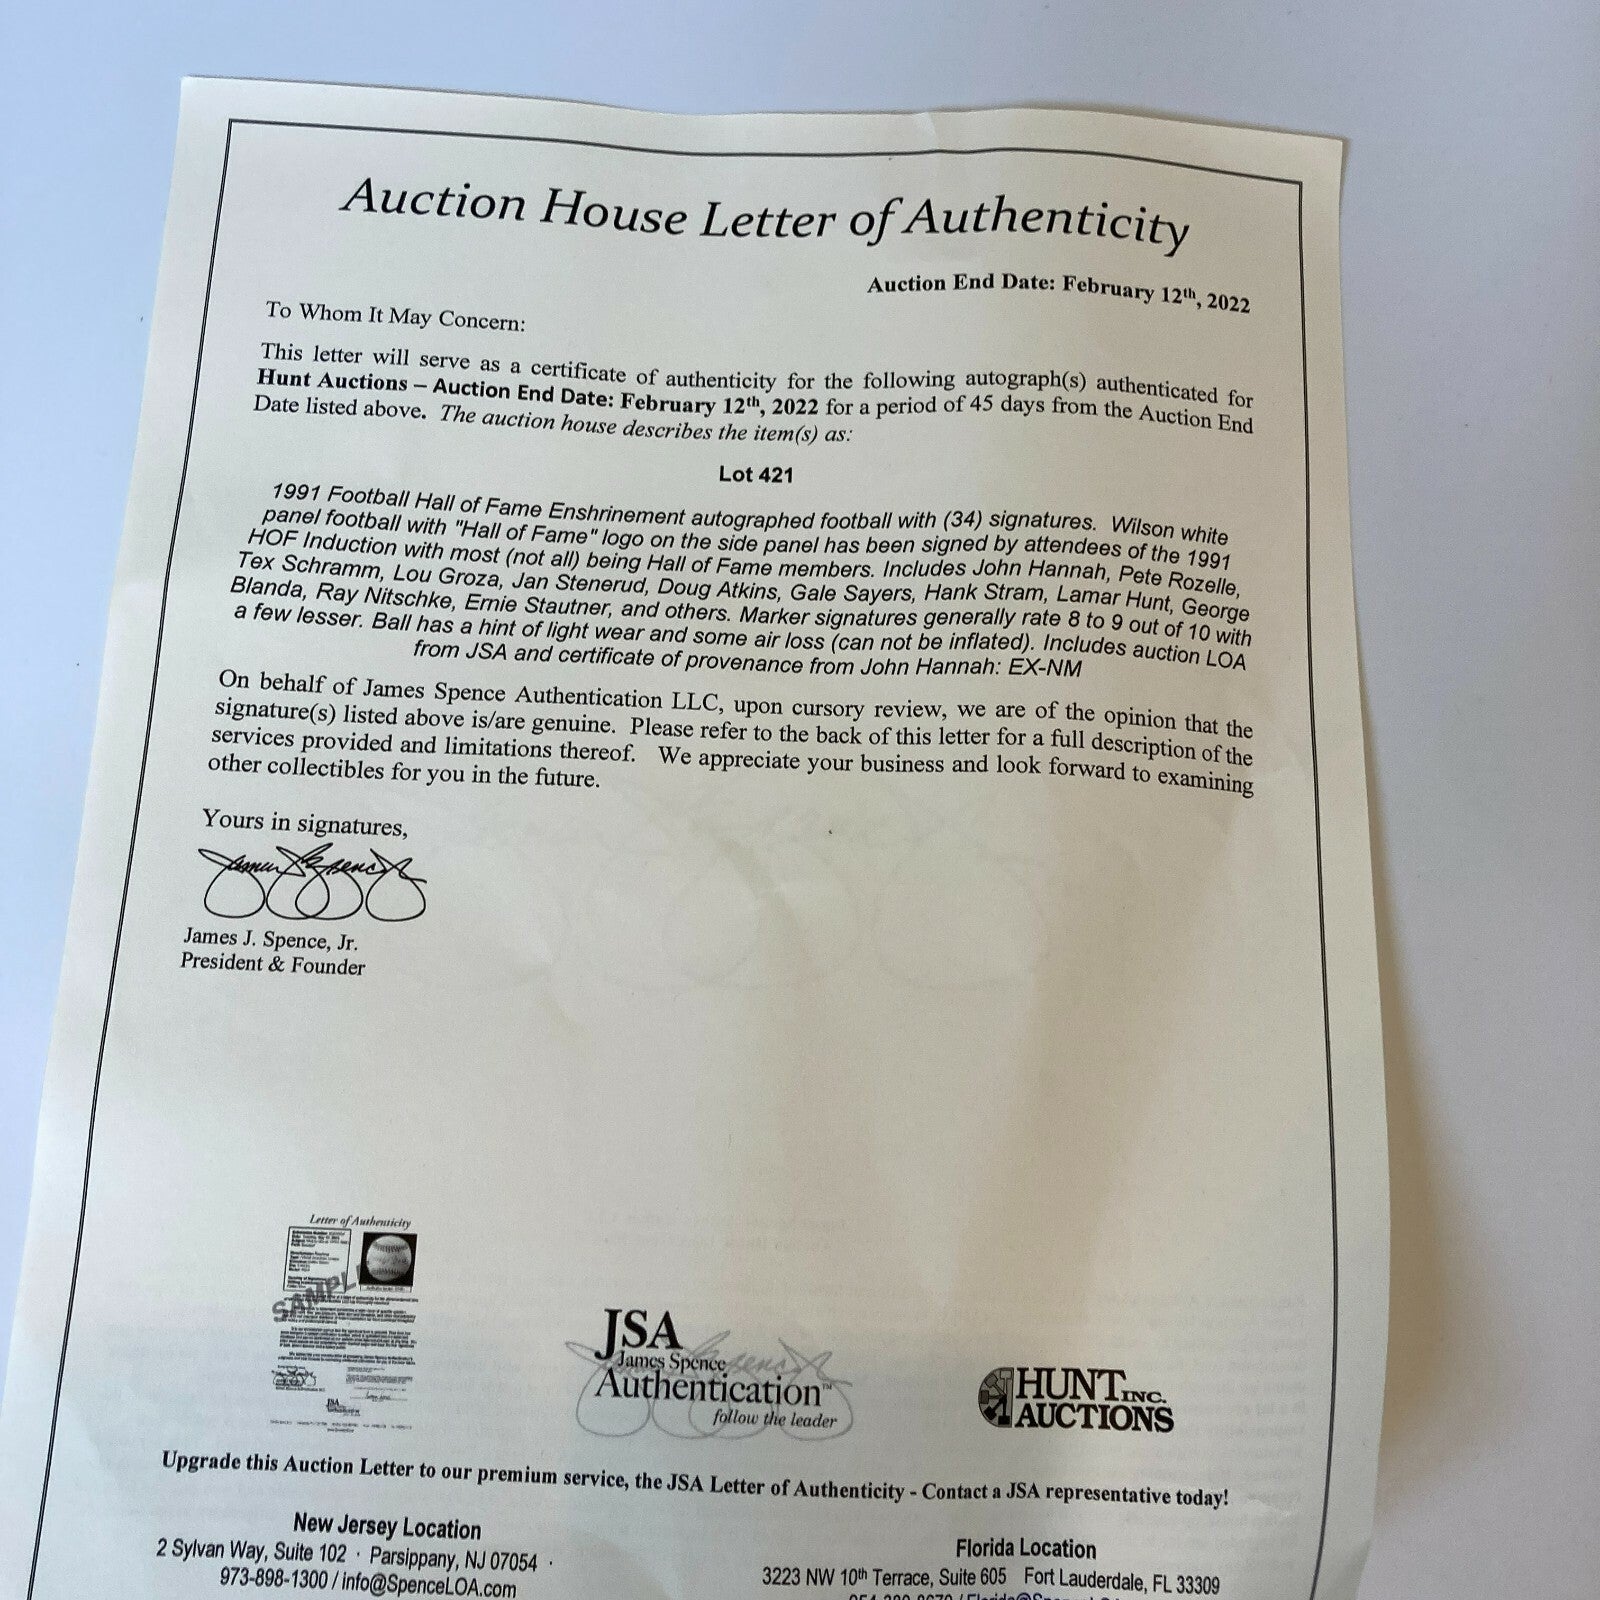 Auction House Letter of Authenticity
Auction End Date: February 12th, 2022
To Whom It May Concern:
This letter will serve as a certificate of authenticity for the following autograph(s) authenticated for
Hunt Auctions – Auction End Date: February 12th, 2022 for a period of 45 days from the Auction End
Date listed above. The auction house describes the item(s) as:
Lot 421
1991 Football Hall of Fame Enshrinement autographed football with (34) signatures. Wilson white
panel football with "Hall of Fame" logo on the side panel has been signed by attendees of the 1991
HOF Induction with most (not all) being Hall of Fame members. Includes John Hannah, Pete Rozelle,
Tex Schramm, Lou Groza, Jan Stenerud, Doug Atkins, Gale Sayers, Hank Stram, Lamar Hunt, George
Blanda, Ray Nitschke, Ernie Stautner, and others. Marker signatures generally rate 8 to 9 out of 10 with
a few lesser. Ball has a hint of light wear and some air loss (can not be inflated). Includes auction LOA
from JSA and certificate of provenance from John Hannah: EX-NM
On behalf of James Spence Authentication LLC, upon cursory review, we are of the opinion that the
signature(s) listed above is/are genuine. Please refer to the back of this letter for a full description of the
services provided and limitations thereof. We appreciate your business and look forward to examining
other collectibles for you in the future.
Yours in signatures,
James J. Spence, Jr.
President & Founder
Letter of Authenticity
SAMPLE
JSA
James Spence
Authentication™
follow the leader
HUNT INC.
AUCTIONS
Upgrade this Auction Letter to our premium service, the JSA Letter of Authenticity - Contact a JSA representative today!
New Jersey Location
2 Sylvan Way, Suite 102 · Parsippany, NJ 07054 ·
973-898-1300 / info@SpenceLOA.com
Florida Location
3223 NW 10th Terrace, Suite 605 Fort Lauderdale, FL 33309